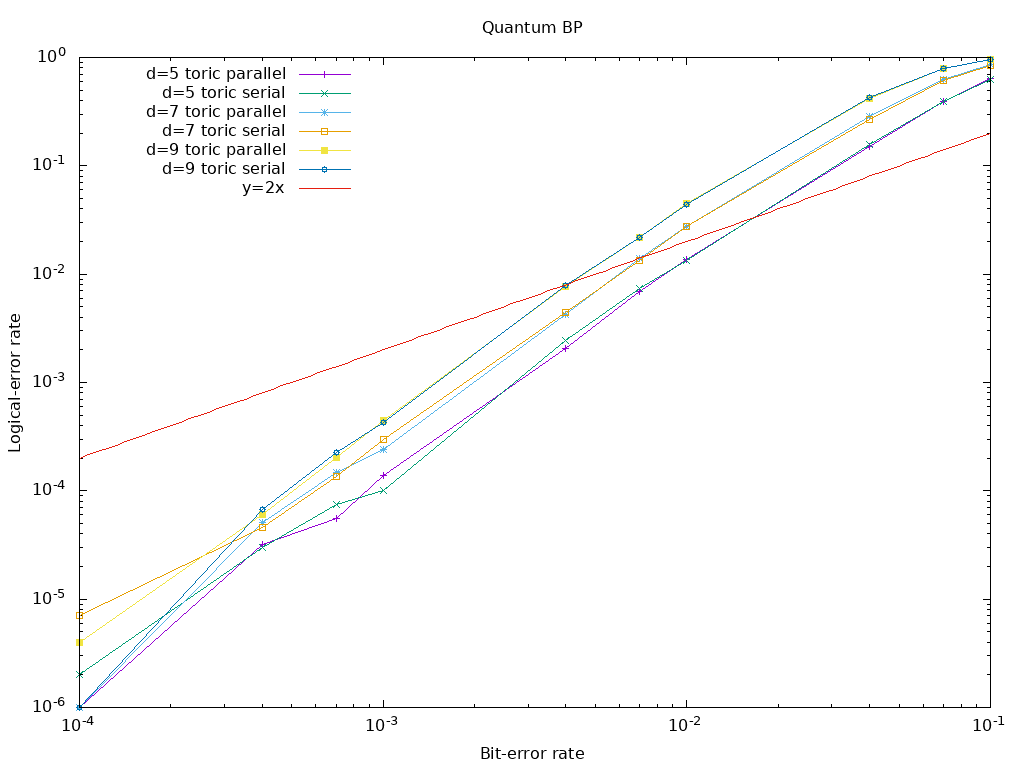 Quantum BP
10^0
10^-1
10^-2
10^-3
10^-4
10^-5
10^-6
Logical-error rate
d=5 toric parallel
d=5 toric serial
d=7 toric parallel
d=7 toric serial
d=9 toric parallel
d=9 toric serial
y=2x
10^-4 10^-3 10^-2 10^-1
Bit-error rate